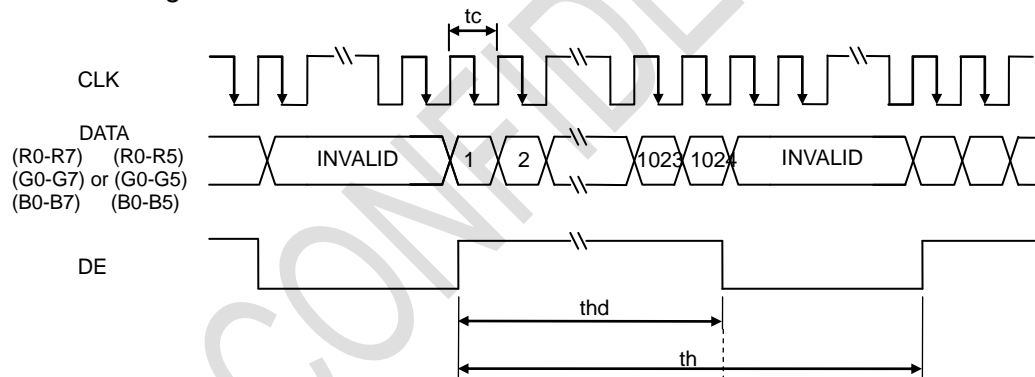 tc
CLK
DATA
(R0-R7) (R0-R5)
(G0-G7) or (G0-G5)
(B0-B7) (B0-B5)
INVALID 1 2 1023 1024 INVALID
DE
thd
th